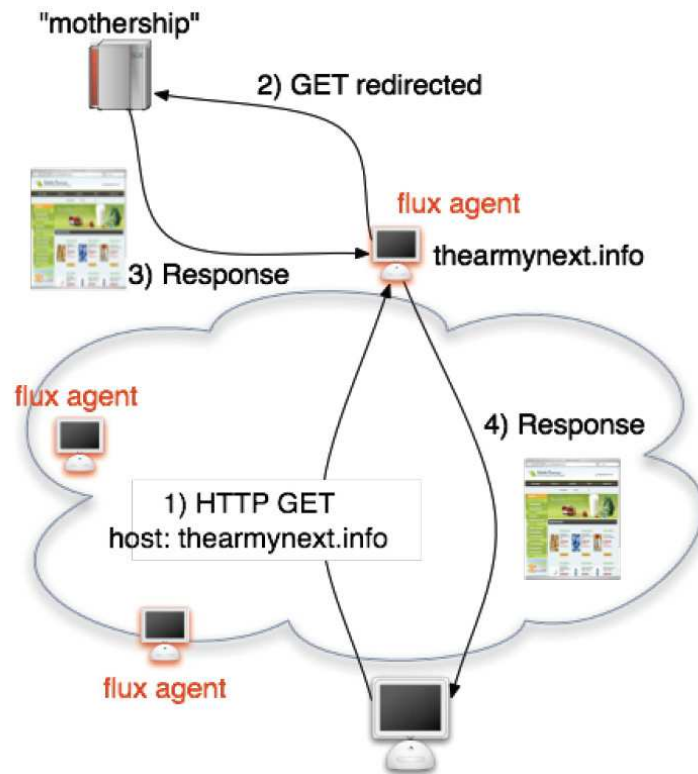 "mothership"
2) GET redirected
flux agent
thearmynext.info
3) Response
flux agent
4) Response
1) HTTP GET
host: thearmynext.info
flux agent